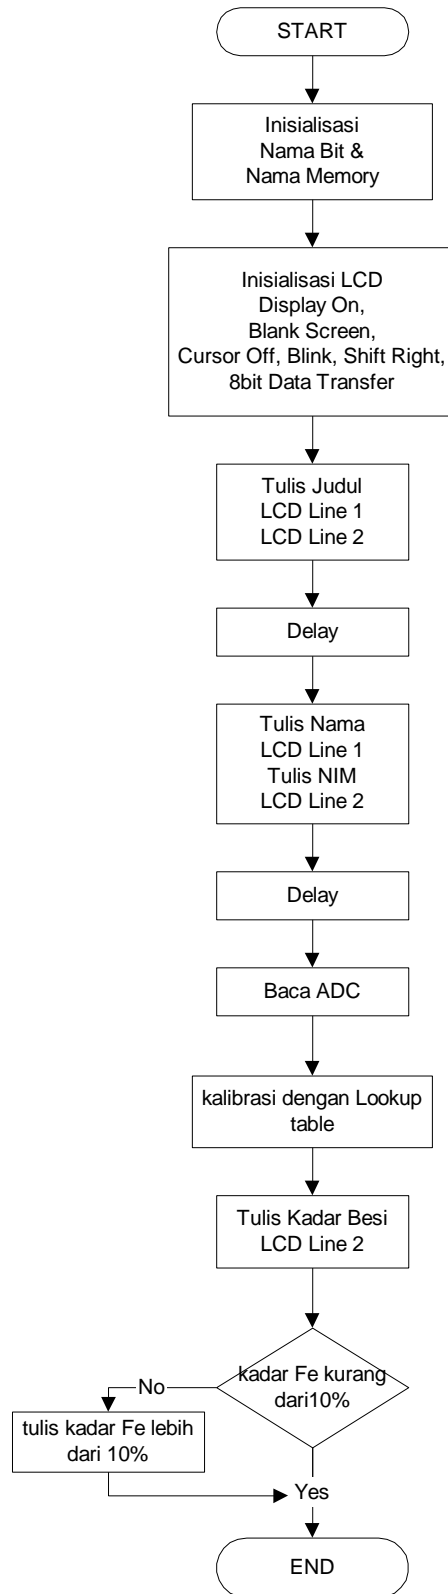 START
Inisialisasi
Nama Bit &
Nama Memory
Inisialisasi LCD
Display On,
Blank Screen,
Cursor Off, Blink, Shift Right,
8bit Data Transfer
Tulis Judul
LCD Line 1
LCD Line 2
Delay
Tulis Nama
LCD Line 1
Tulis NIM
LCD Line 2
Delay
Baca ADC
kalibrasi dengan Lookup
table
Tulis Kadar Besi
LCD Line 2
kadar Fe kurang
dari10%
No
tulis kadar Fe lebih
dari 10%
Yes
END